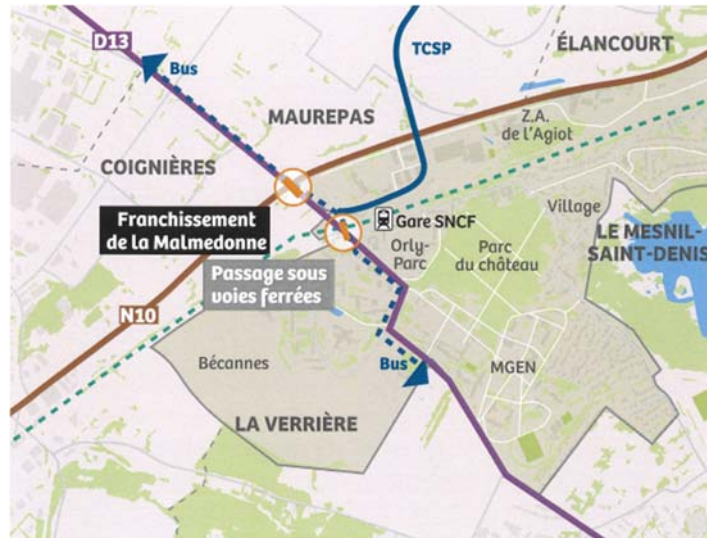 D13
Bus
TCSP
ÉLANCOURT
MAUREPAS
Z.A.
de l'Agiot
COIGNIÈRES
Franchissement
de la Malmedonne
Gare SNCF
Village
Orly-
Parc
Parc
du château
LE MESNIL-
SAINT-DENIS
Passage sous
voies ferrées
N10
Bécannes
Bus
MGEN
LA VERRIÈRE